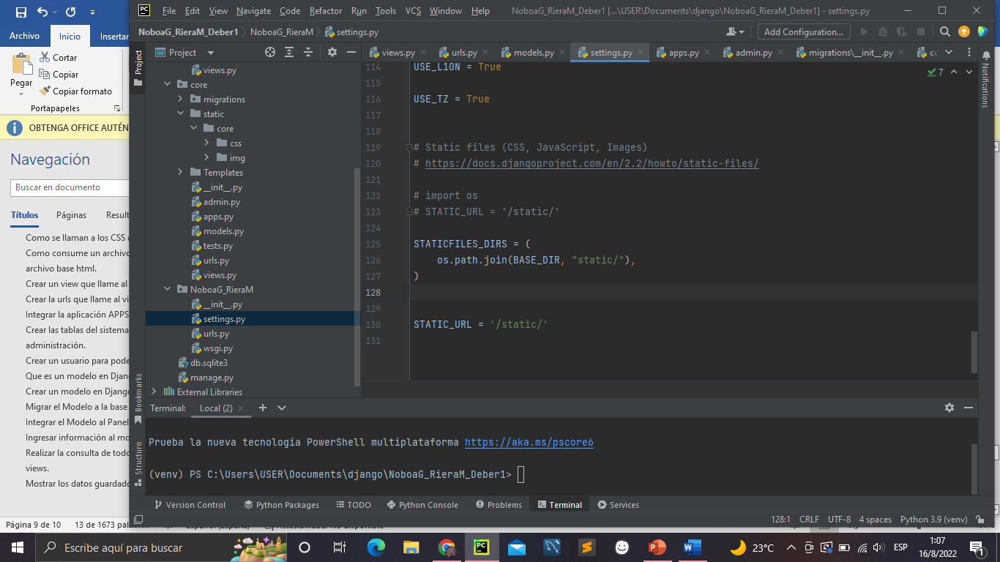 File Edit View Navigate Code Refactor Run Tools VCS Window Help NoboaG_RieraM_Deber1 [...\USER\Documents\django\NoboaG_RieraM_Deber1] - settings.py
Archivo Inicio Insertar
NoboaG_RieraM_Deber1 NoboaG_RieraM settings.py Add Configuration...
Pegar
Cortar
Copiar
Copiar formato
Portapapeles
OBTENGA OFFICE AUTÉN
Navegación
Buscar en documento
Títulos Páginas Result
Como se llaman a los CSS
Como consume un archivo
archivo base html.
Crear un view que llame al
Crear la urls que llame al vi
Integrar la aplicación APPS
Crear las tablas del sistema
administración.
Crear un usuario para pode
Que es un modelo en Djan
Crear un modelo en Django
Migrar el Modelo a la base
Integrar el Modelo al Panel
Ingresar información al mo
Realizar la consulta de todo
views.
Mostrar los datos guardado
Página 9 de 10 13 de 1673
Project
Bookmarks
Structure
Project
views.py
core
migrations
static
core
css
img
Templates
__init__.py
admin.py
apps.py
models.py
tests.py
urls.py
views.py
NoboaG_RieraM
__init__.py
settings.py
urls.py
wsgi.py
db.sqlite3
manage.py
External Libraries
views.py urls.py models.py settings.py apps.py admin.py migrations\__init__.py
Notifications
7
114 USE_L10N = True
115
116 USE_TZ = True
117
118
119 # Static files (CSS, JavaScript, Images)
120 # https://docs.djangoproject.com/en/2.2/howto/static-files/
121
122 # import os
123 # STATIC_URL = '/static/'
124
125 STATICFILES_DIRS = (
126 os.path.join(BASE_DIR, "static/"),
127 )
128
129
130 STATIC_URL = '/static/'
131
Terminal: Local (2)
Prueba la nueva tecnología PowerShell multiplataforma https://aka.ms/pscore6
(venv) PS C:\Users\USER\Documents\django\NoboaG_RieraM_Deber1>
Version Control Python Packages TODO Python Console Problems Terminal Services
128:1 CRLF UTF-8 4 spaces Python 3.9 (venv)
Escribe aquí para buscar
PC
23°C ESP
1:07
16/8/2022
1